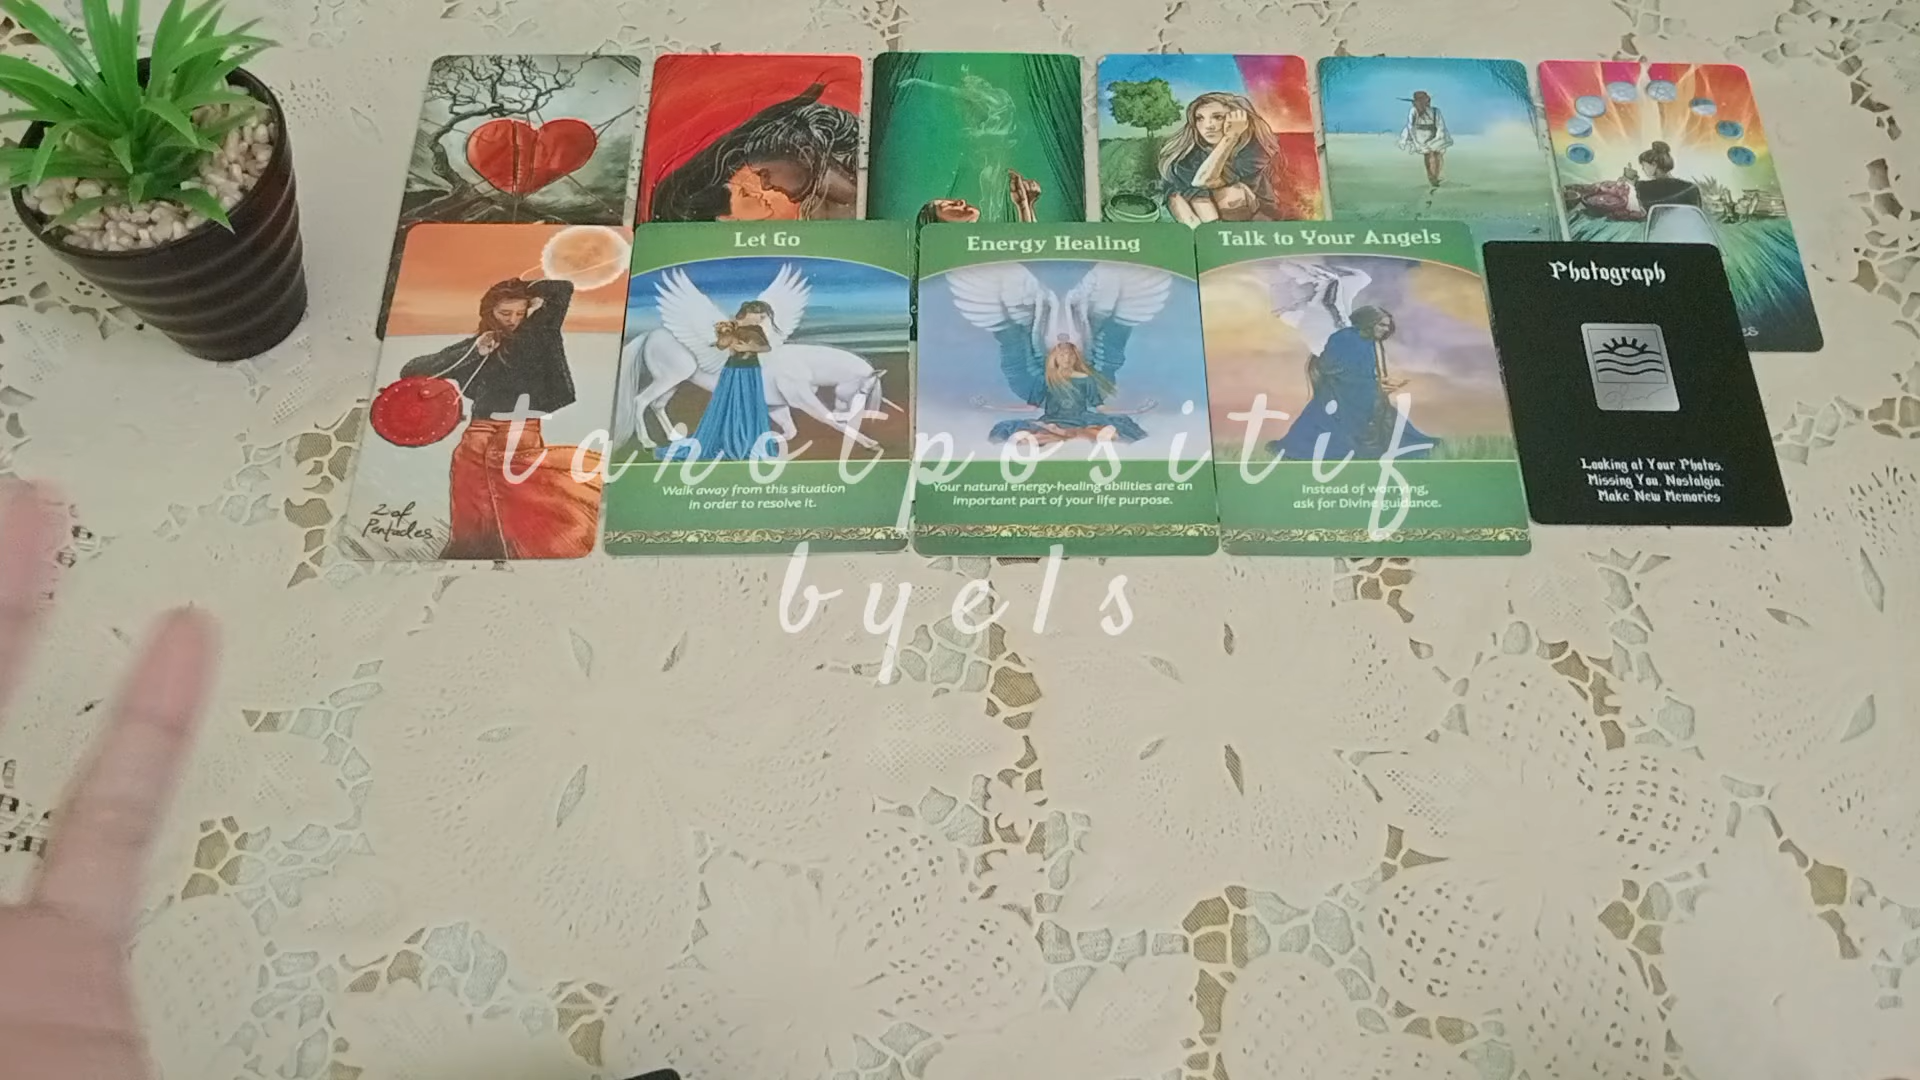 Let Go
Energy Healing
Talk to Your Angels
Photograph
Walk away from this situation
in order to resolve it.
Your natural energy-healing abilities are an
important part of your life purpose.
Instead of worrying,
ask for Divine guidance.
Looking at Your Photos.
Missing You. Nostalgia.
Make New Memories
2 of
Pentacles
tarotpositif
byels